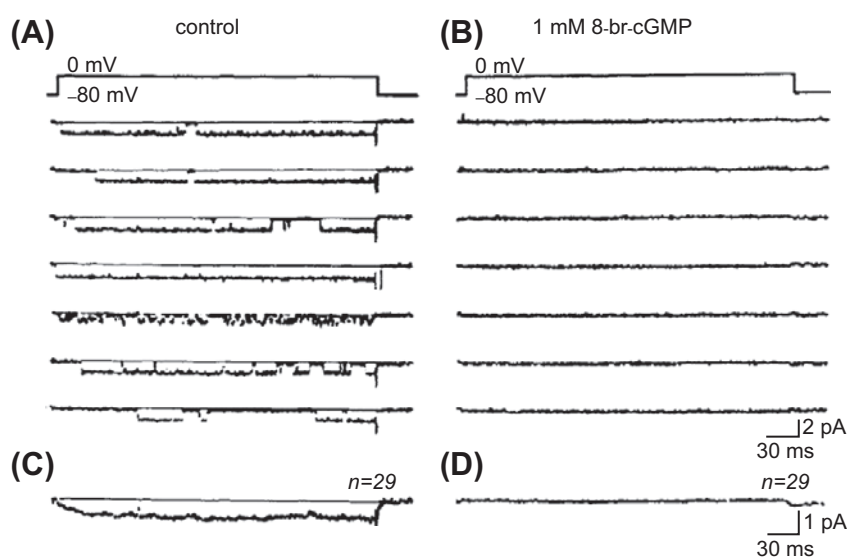 (A) control
0 mV
–80 mV
(B) 1 mM 8-br-cGMP
0 mV
–80 mV
2 pA
30 ms
(C) n=29
(D) n=29
1 pA
30 ms